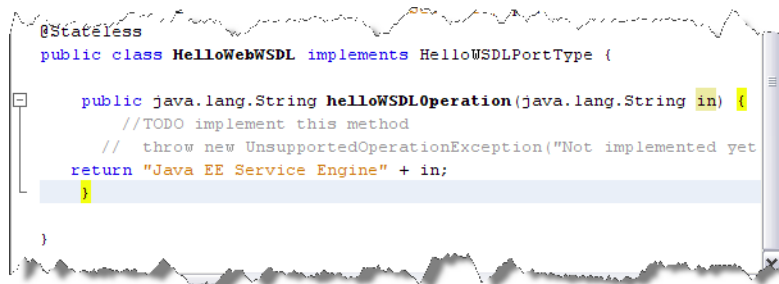 @Stateless
public class HelloWebWSDL implements HelloWSDLPortType {
public java.lang.String helloWSDLOperation(java.lang.String in) {
//TODO implement this method
// throw new UnsupportedOperationException("Not implemented yet
return "Java EE Service Engine" + in;
}
}